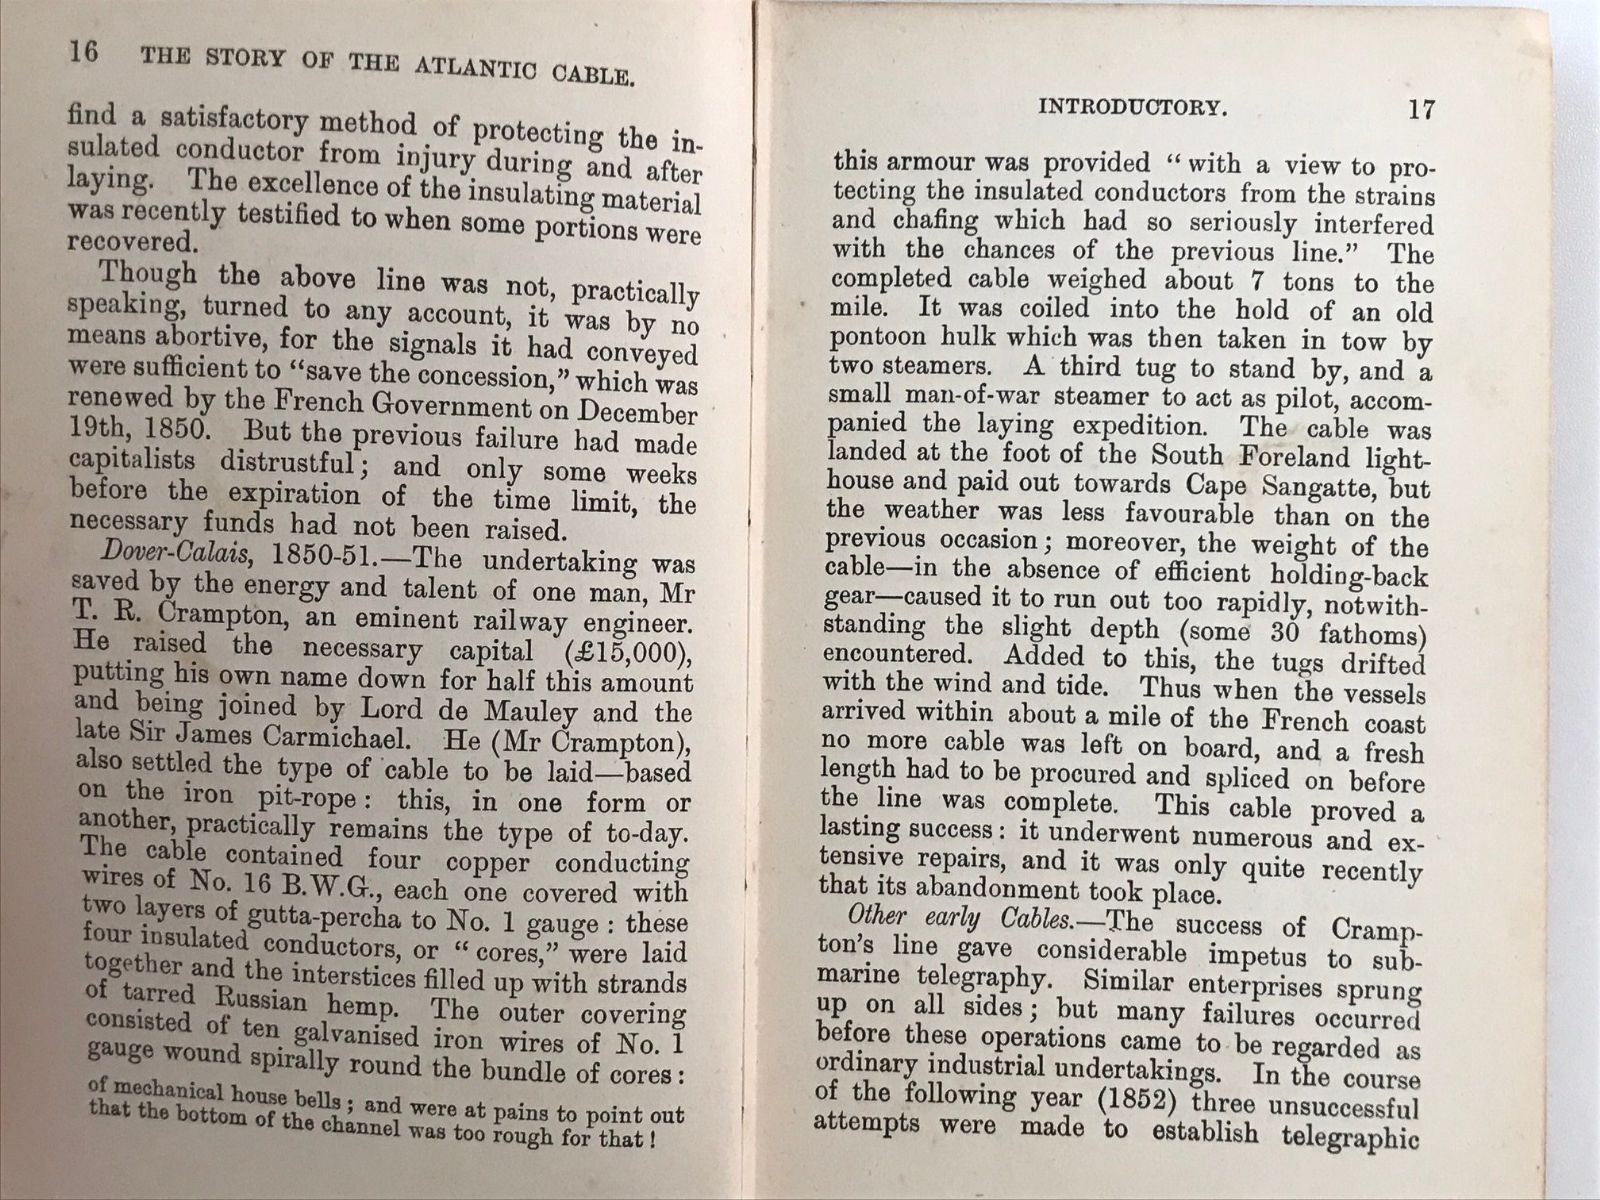 16 THE STORY OF THE ATLANTIC CABLE.
find a satisfactory method of protecting the in-
sulated conductor from injury during and after
laying. The excellence of the insulating material
was recently testified to when some portions were
recovered.
Though the above line was not, practically
speaking, turned to any account, it was by no
means abortive, for the signals it had conveyed
were sufficient to “save the concession,” which was
renewed by the French Government on December
19th, 1850. But the previous failure had made
capitalists distrustful; and only some weeks
before the expiration of the time limit, the
necessary funds had not been raised.
Dover-Calais, 1850-51.—The undertaking was
saved by the energy and talent of one man, Mr
T. R. Crampton, an eminent railway engineer.
He raised the necessary capital (£15,000),
putting his own name down for half this amount
and being joined by Lord de Mauley and the
late Sir James Carmichael. He (Mr Crampton),
also settled the type of cable to be laid—based
on the iron pit-rope: this, in one form or
another, practically remains the type of to-day.
The cable contained four copper conducting
wires of No. 16 B.W.G., each one covered with
two layers of gutta-percha to No. 1 gauge: these
four insulated conductors, or “cores,” were laid
together and the interstices filled up with strands
of tarred Russian hemp. The outer covering
consisted of ten galvanised iron wires of No. 1
gauge wound spirally round the bundle of cores:
of mechanical house bells; and were at pains to point out
that the bottom of the channel was too rough for that!
INTRODUCTORY. 17
this armour was provided “with a view to pro-
tecting the insulated conductors from the strains
and chafing which had so seriously interfered
with the chances of the previous line.” The
completed cable weighed about 7 tons to the
mile. It was coiled into the hold of an old
pontoon hulk which was then taken in tow by
two steamers. A third tug to stand by, and a
small man-of-war steamer to act as pilot, accom-
panied the laying expedition. The cable was
landed at the foot of the South Foreland light-
house and paid out towards Cape Sangatte, but
the weather was less favourable than on the
previous occasion; moreover, the weight of the
cable—in the absence of efficient holding-back
gear—caused it to run out too rapidly, notwith-
standing the slight depth (some 30 fathoms)
encountered. Added to this, the tugs drifted
with the wind and tide. Thus when the vessels
arrived within about a mile of the French coast
no more cable was left on board, and a fresh
length had to be procured and spliced on before
the line was complete. This cable proved a
lasting success: it underwent numerous and ex-
tensive repairs, and it was only quite recently
that its abandonment took place.
Other early Cables.—The success of Cramp-
ton's line gave considerable impetus to sub-
marine telegraphy. Similar enterprises sprung
up on all sides; but many failures occurred
before these operations came to be regarded as
ordinary industrial undertakings. In the course
of the following year (1852) three unsuccessful
attempts were made to establish telegraphic